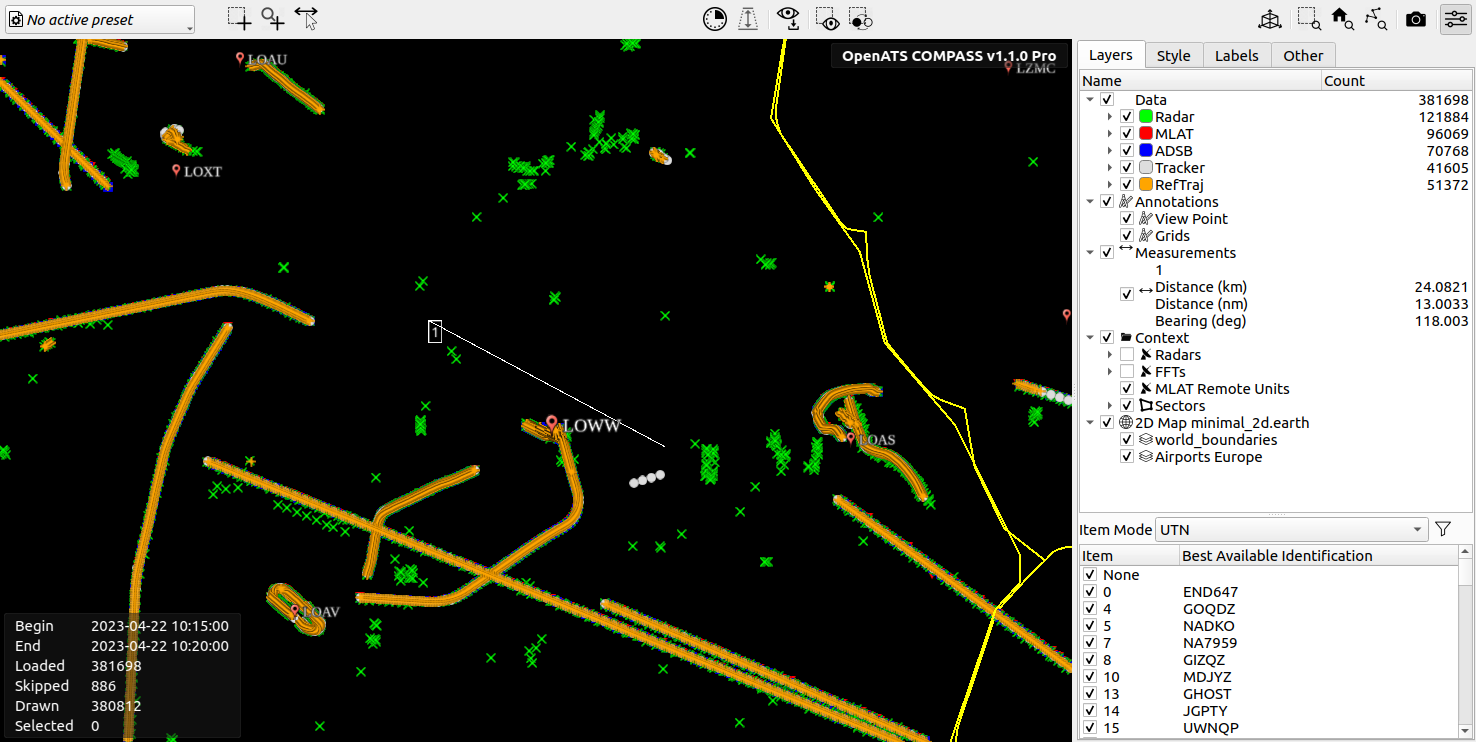 No active preset
OpenATS COMPASS v1.1.0 Pro
LOAU
LZMC
LOXT
1
LOWW
LOAS
LOAV
Begin 2023-04-22 10:15:00
End 2023-04-22 10:20:00
Loaded 381698
Skipped 886
Drawn 380812
Selected 0
Layers Style Labels Other
Name Count
Data 381698
Radar 121884
MLAT 96069
ADSB 70768
Tracker 41605
RefTraj 51372
Annotations
View Point
Grids
Measurements
1
Distance (km) 24.0821
Distance (nm) 13.0033
Bearing (deg) 118.003
Context
Radars
FFTs
MLAT Remote Units
Sectors
2D Map minimal_2d.earth
world_boundaries
Airports Europe
Item Mode UTN
Item Best Available Identification
None
0 END647
4 GOQDZ
5 NADKO
7 NA7959
8 GIZQZ
10 MDJYZ
13 GHOST
14 JGPTY
15 UWNQP